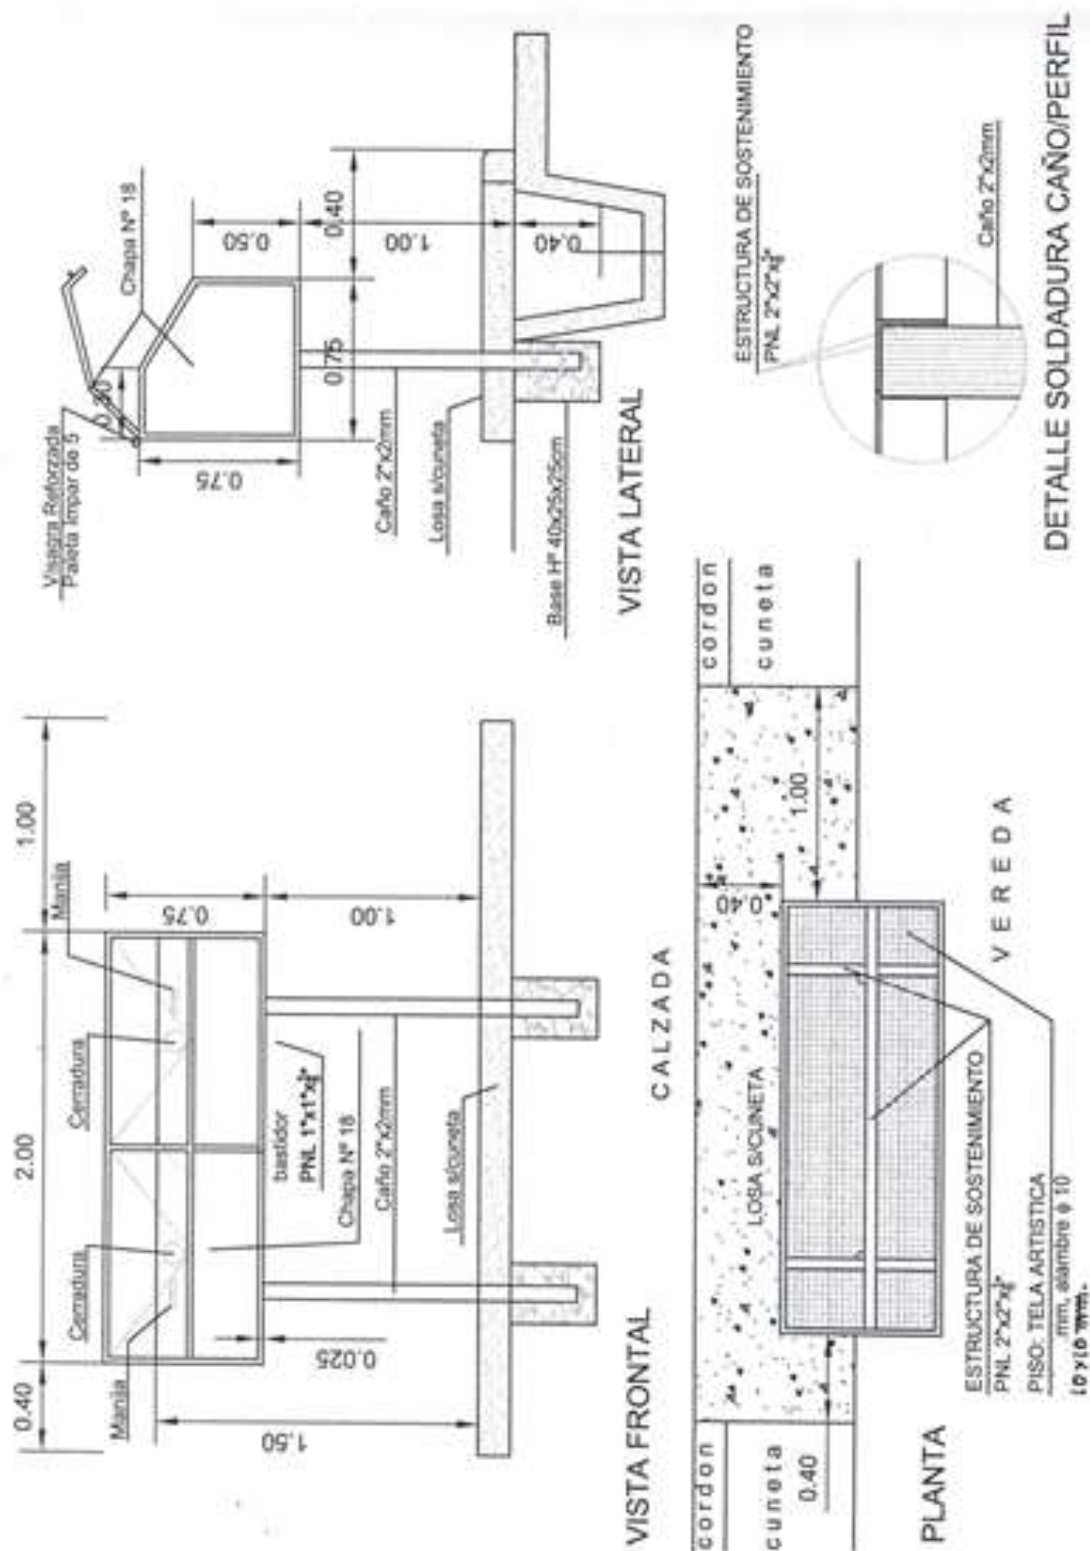 0.40
2.00
1.00
Manija
Cerradura
Cerradura
Manija
0.75
1.50
0.025
1.00
bastidor
Chapa Nº 18
Caño 2"x2mm
Losa s/cuneta
VISTA FRONTAL
Visagra Reforzada
Paleta Impar de 5
Chapa Nº 18
0.75
0.50
0.75
0.40
1.00
0.40
Caño 2"x2mm
Losa s/cuneta
Base Hº 40x25x25cm
VISTA LATERAL
CALZADA
cordon
cuneta
0.40
LOSA S/CUNETA
0.40
1.00
cordon
cuneta
VEREDA
ESTRUCTURA DE SOSTENIMIENTO
PISO: TELA ARTISTICA
mm, alambre ϕ 10
PLANTA
ESTRUCTURA DE SOSTENIMIENTO
Caño 2"x2mm
DETALLE SOLDADURA CAÑO/PERFIL